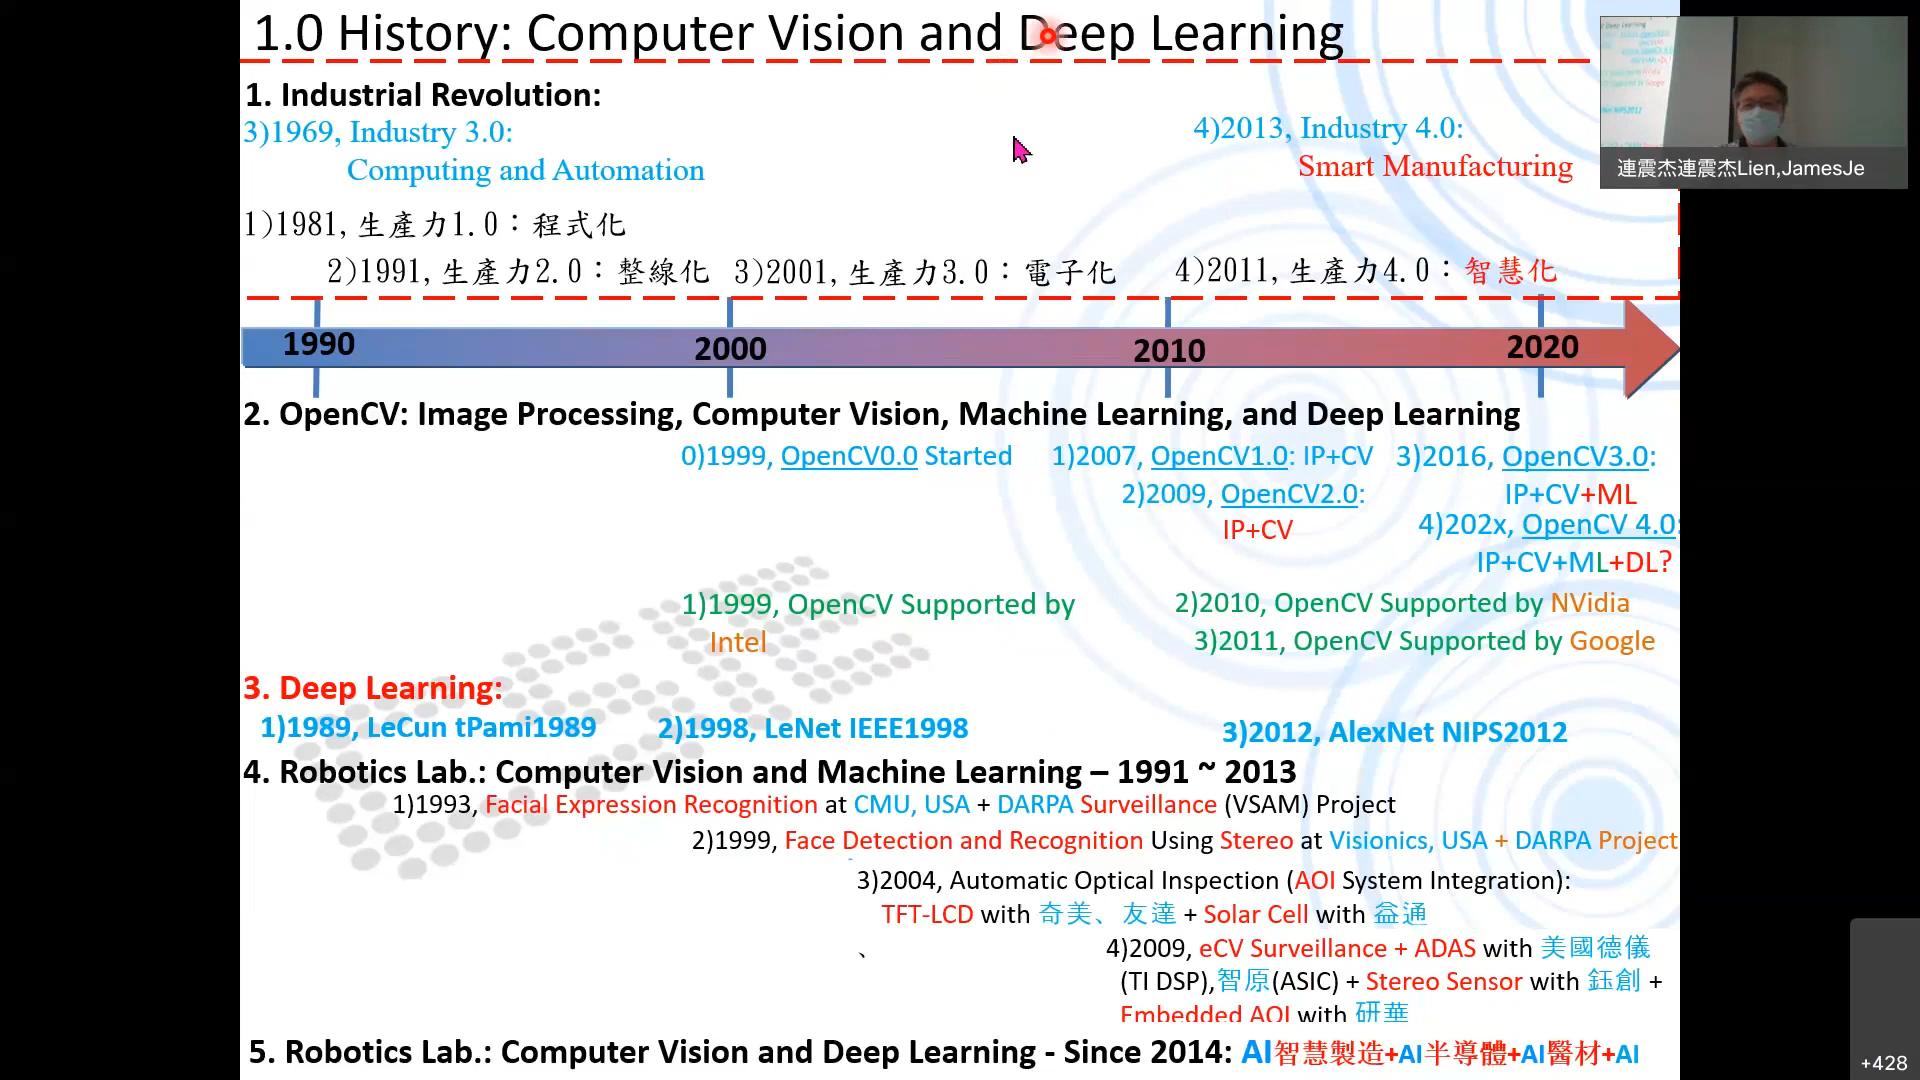 1.0 History: Computer Vision and Deep Learning
1. Industrial Revolution:
3)1969, Industry 3.0:
Computing and Automation
4)2013, Industry 4.0:
Smart Manufacturing
連震杰連震杰Lien,JamesJe
1)1981,生產力1.0：程式化
2)1991,生產力2.0：整線化 3)2001,生產力3.0：電子化 4)2011,生產力4.0：智慧化
1990 2000 2010 2020
2. OpenCV: Image Processing, Computer Vision, Machine Learning, and Deep Learning
0)1999, OpenCV0.0 Started 1)2007, OpenCV1.0: IP+CV 3)2016, OpenCV3.0:
2)2009, OpenCV2.0: IP+CV+ML
IP+CV 4)202x, OpenCV 4.0:
IP+CV+ML+DL?
1)1999, OpenCV Supported by 2)2010, OpenCV Supported by NVidia
Intel 3)2011, OpenCV Supported by Google
3. Deep Learning:
1)1989, LeCun tPami1989 2)1998, LeNet IEEE1998 3)2012, AlexNet NIPS2012
4. Robotics Lab.: Computer Vision and Machine Learning – 1991 ~ 2013
1)1993, Facial Expression Recognition at CMU, USA + DARPA Surveillance (VSAM) Project
2)1999, Face Detection and Recognition Using Stereo at Visionics, USA + DARPA Project
3)2004, Automatic Optical Inspection (AOI System Integration):
TFT-LCD with 奇美、友達 + Solar Cell with 益通
、 4)2009, eCV Surveillance + ADAS with 美國德儀
(TI DSP),智原(ASIC) + Stereo Sensor with 鈺創 +
Embedded AOI with 研華
5. Robotics Lab.: Computer Vision and Deep Learning - Since 2014: AI智慧製造+AI半導體+AI醫材+AI
+428